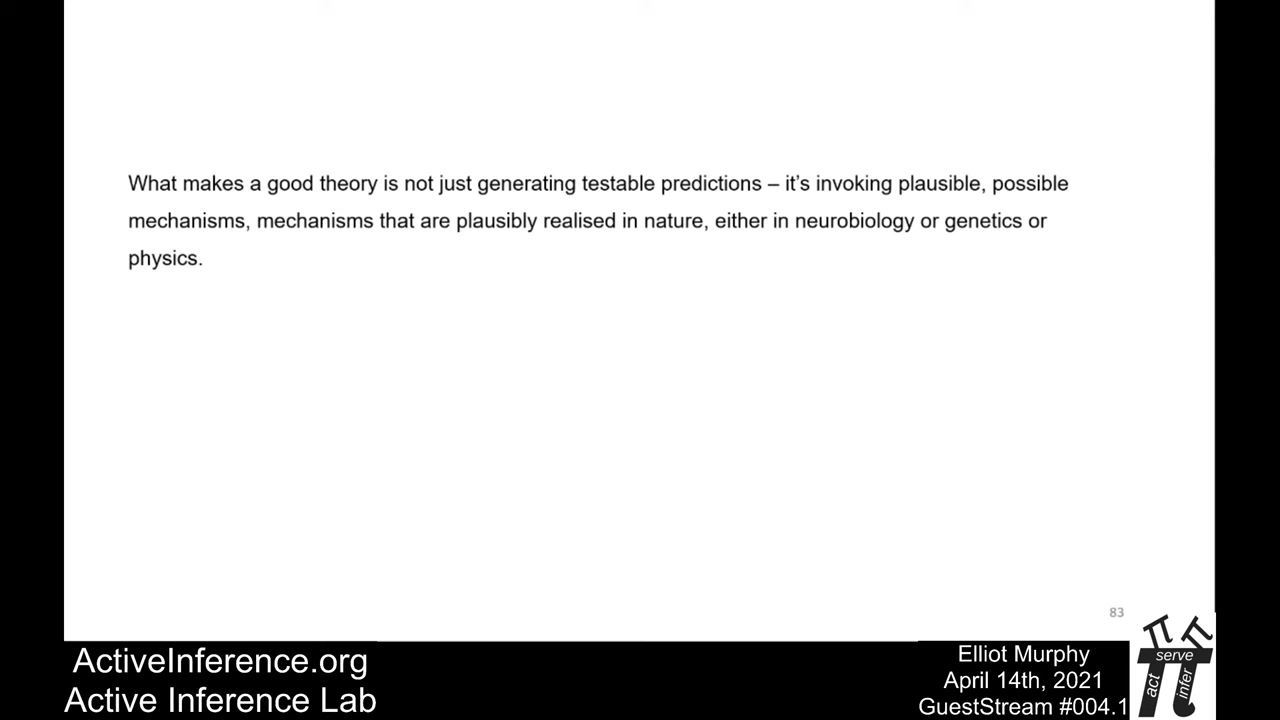 What makes a good theory is not just generating testable predictions – it’s invoking plausible, possible
mechanisms, mechanisms that are plausibly realised in nature, either in neurobiology or genetics or
physics.
83
ActiveInference.org
Active Inference Lab
Elliot Murphy
April 14th, 2021
GuestStream #004.1
serve
act
infer